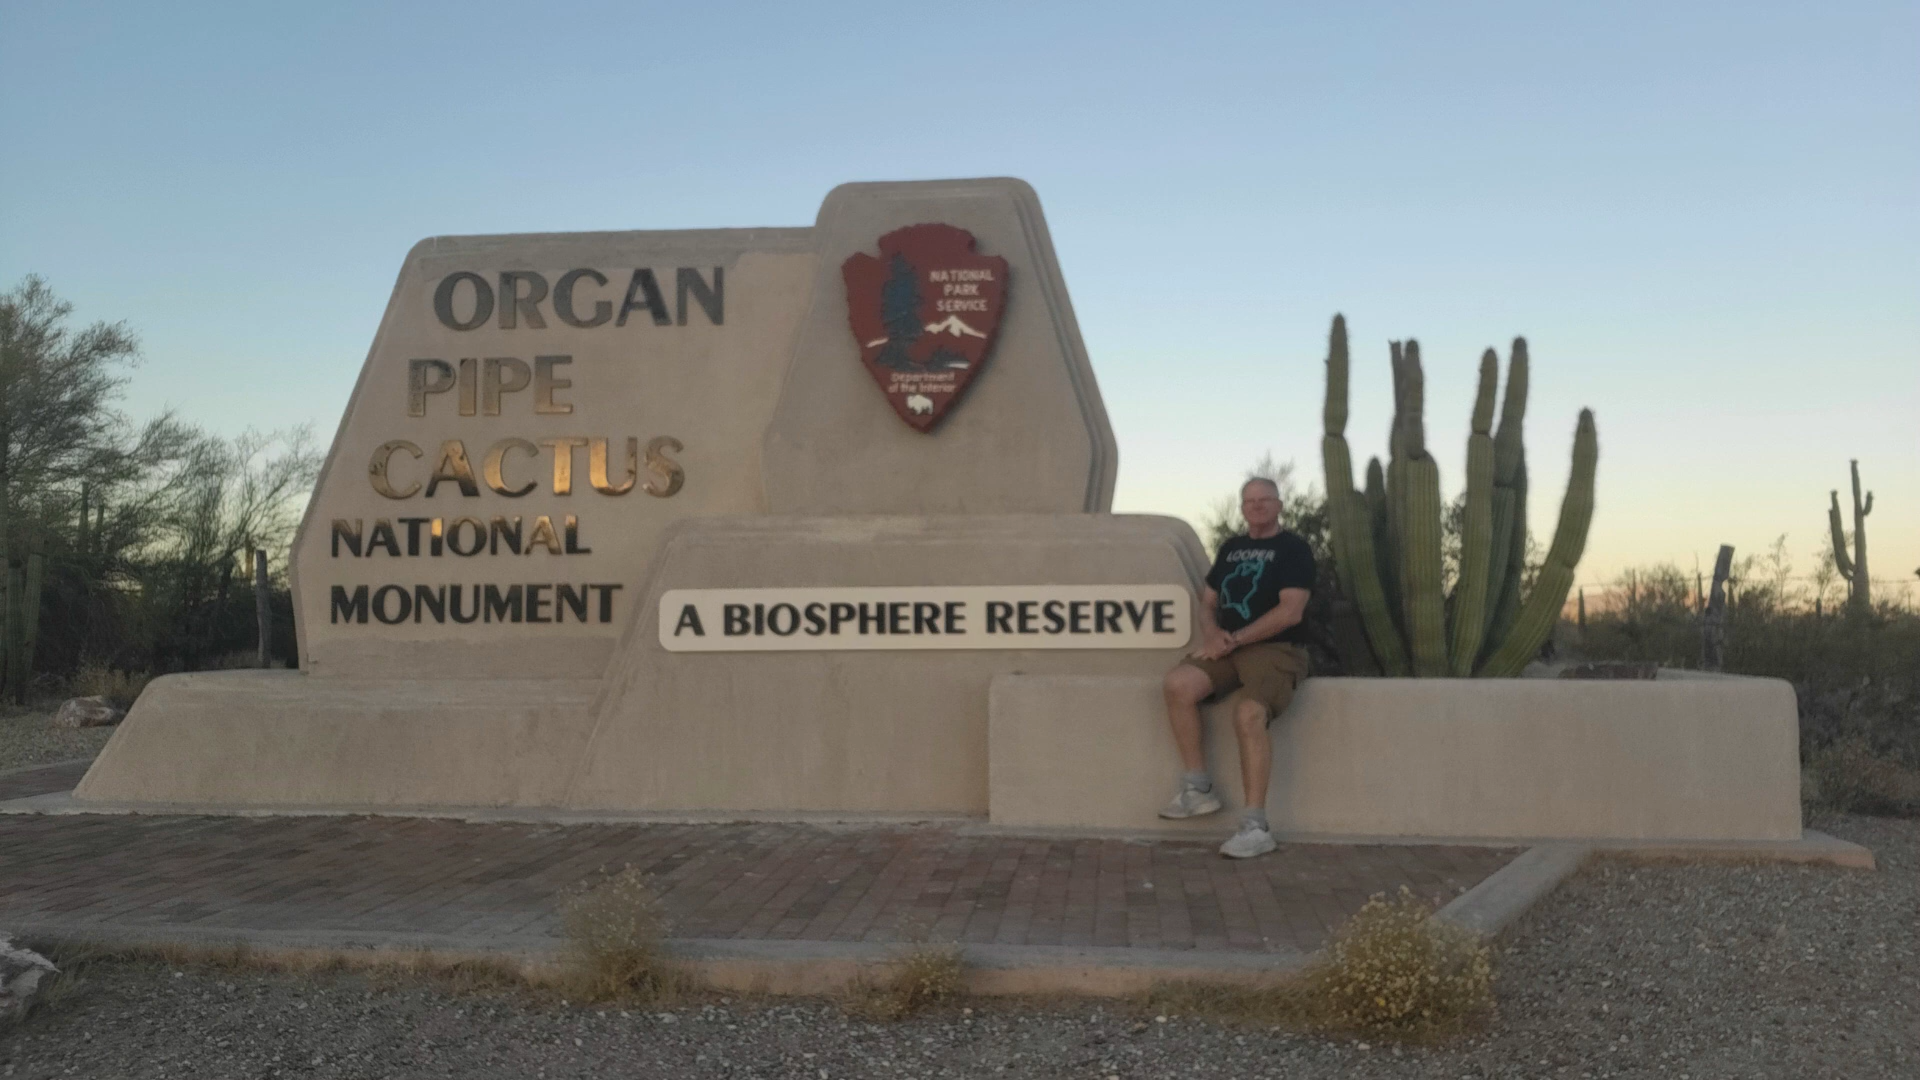 ORGAN
PIPE
CACTUS
NATIONAL
MONUMENT
NATIONAL
PARK
SERVICE
Department
of the Interior
A BIOSPHERE RESERVE
LOOPER